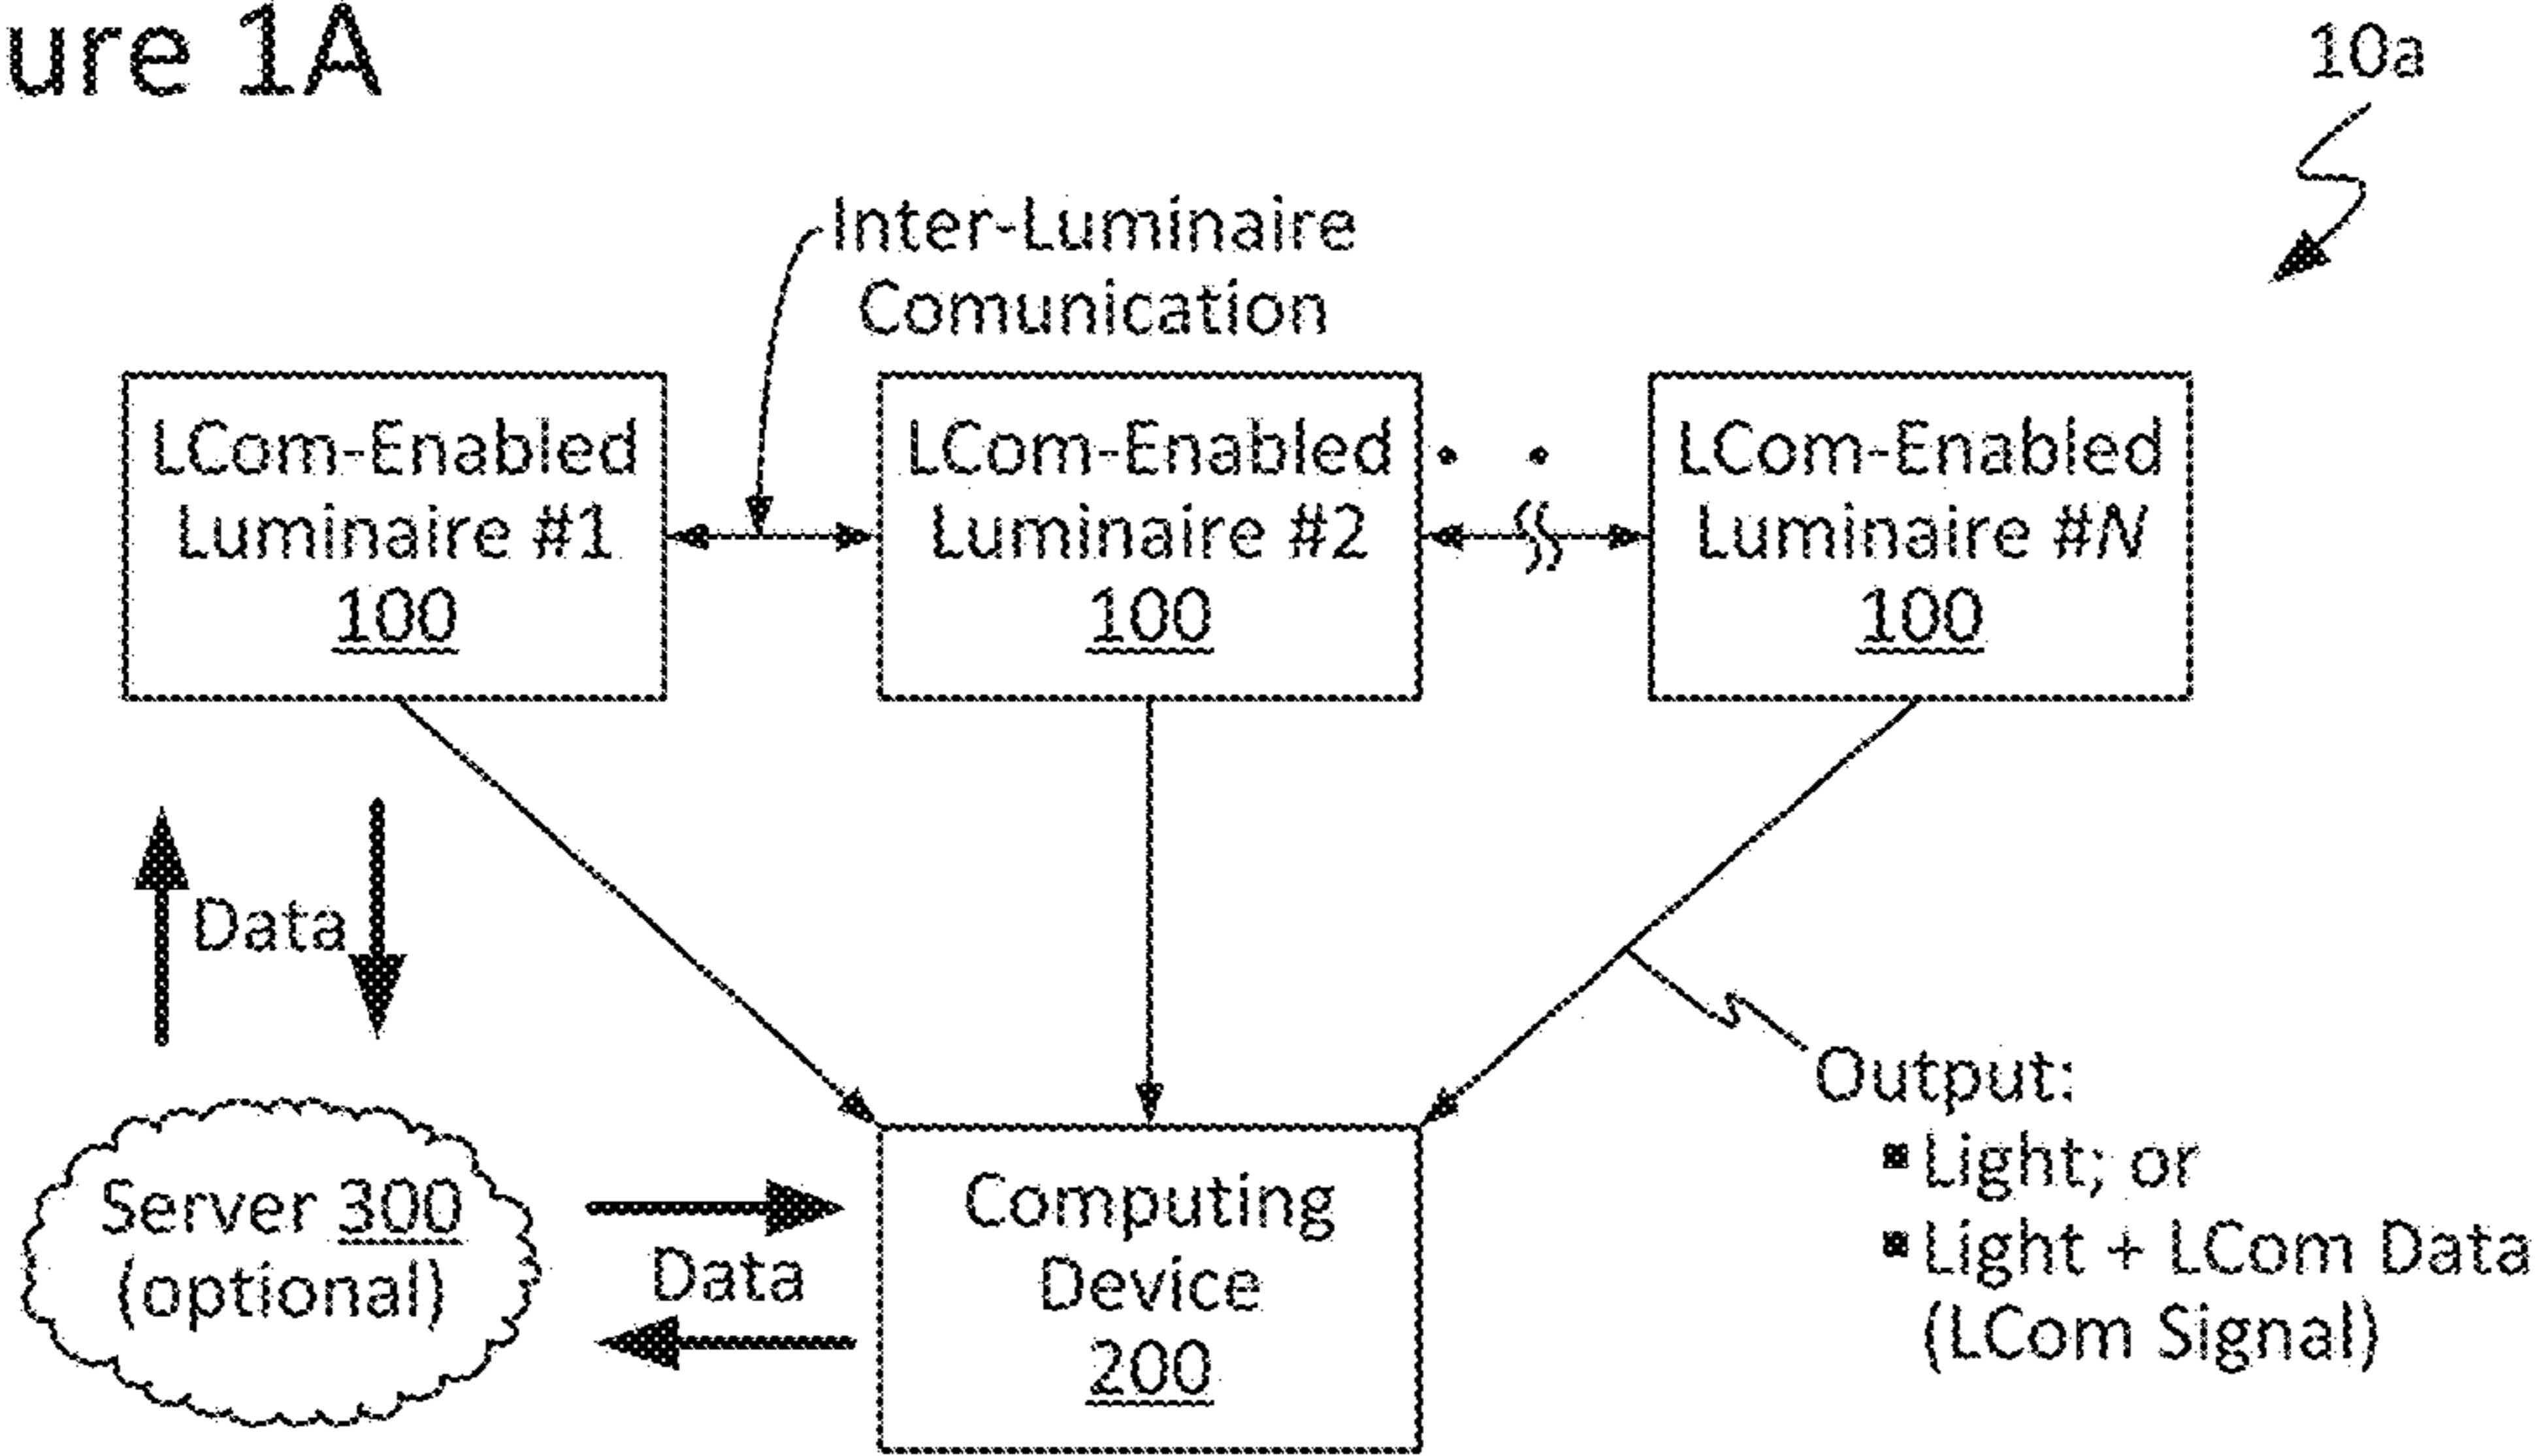 ure 1A
10a
Inter-Luminaire
Comunication
LCom-Enabled
Luminaire #1
100
LCom-Enabled
Luminaire #2
100
LCom-Enabled
Luminaire #N
100
Data
Server 300
(optional)
Data
Computing
Device
200
Output:
▪Light; or
▪Light + LCom Data
(LCom Signal)